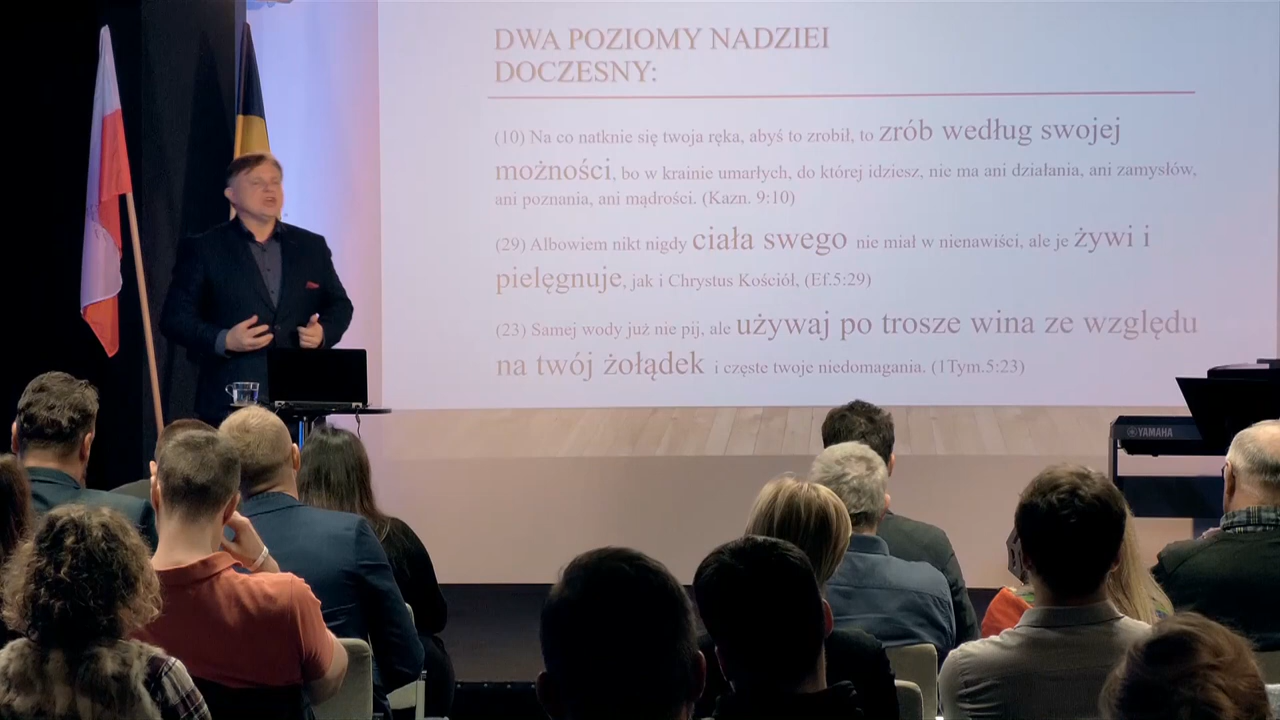 DWA POZIOMY NADZIEI
DOCZESNY:
(10) Na co natknie się twoja ręka, abyś to zrobił, to zrób według swojej
możności, bo w krainie umarłych, do której idziesz, nie ma ani działania, ani zamysłów,
ani poznania, ani mądrości. (Kazn. 9:10)
(29) Albowiem nikt nigdy ciała swego nie miał w nienawiści, ale je żywi i
pielęgnuje, jak i Chrystus Kościół, (Ef.5:29)
(23) Samej wody już nie pij, ale używaj po trosze wina ze względu
na twój żołądek i częste twoje niedomagania. (1Tym.5:23)
YAMAHA